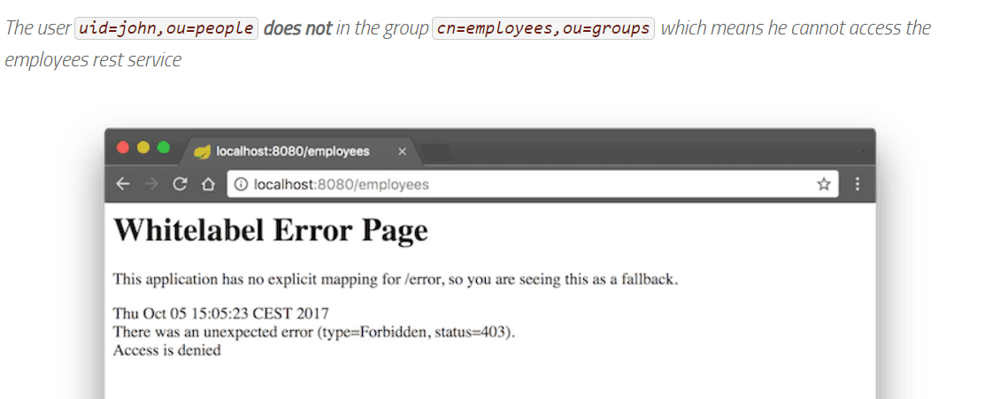 The user uid=john,ou=people does not in the group cn=employees,ou=groups which means he cannot access the
employees rest service
localhost:8080/employees
localhost:8080/employees
Whitelabel Error Page
This application has no explicit mapping for /error, so you are seeing this as a fallback.
Thu Oct 05 15:05:23 CEST 2017
There was an unexpected error (type=Forbidden, status=403).
Access is denied